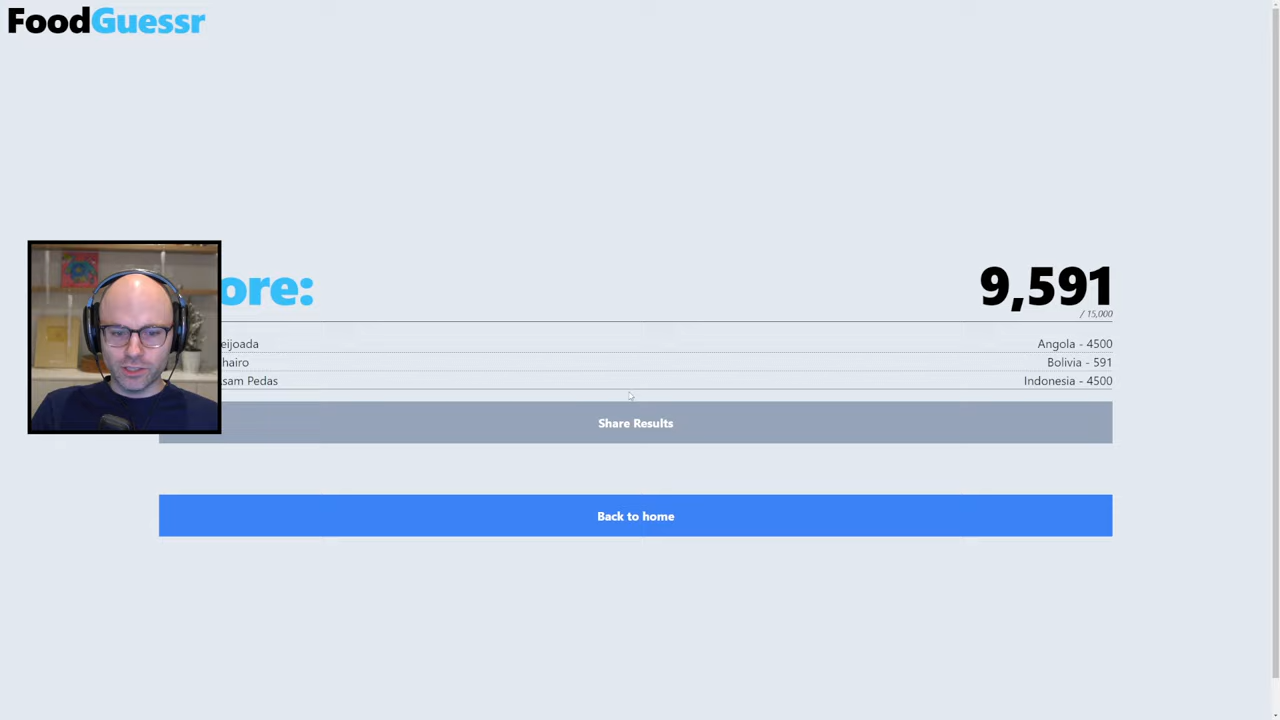 FoodGuessr
ore:
9,591
/ 15,000
eijoada
Angola - 4500
hairo
Bolivia - 591
sam Pedas
Indonesia - 4500
Share Results
Back to home